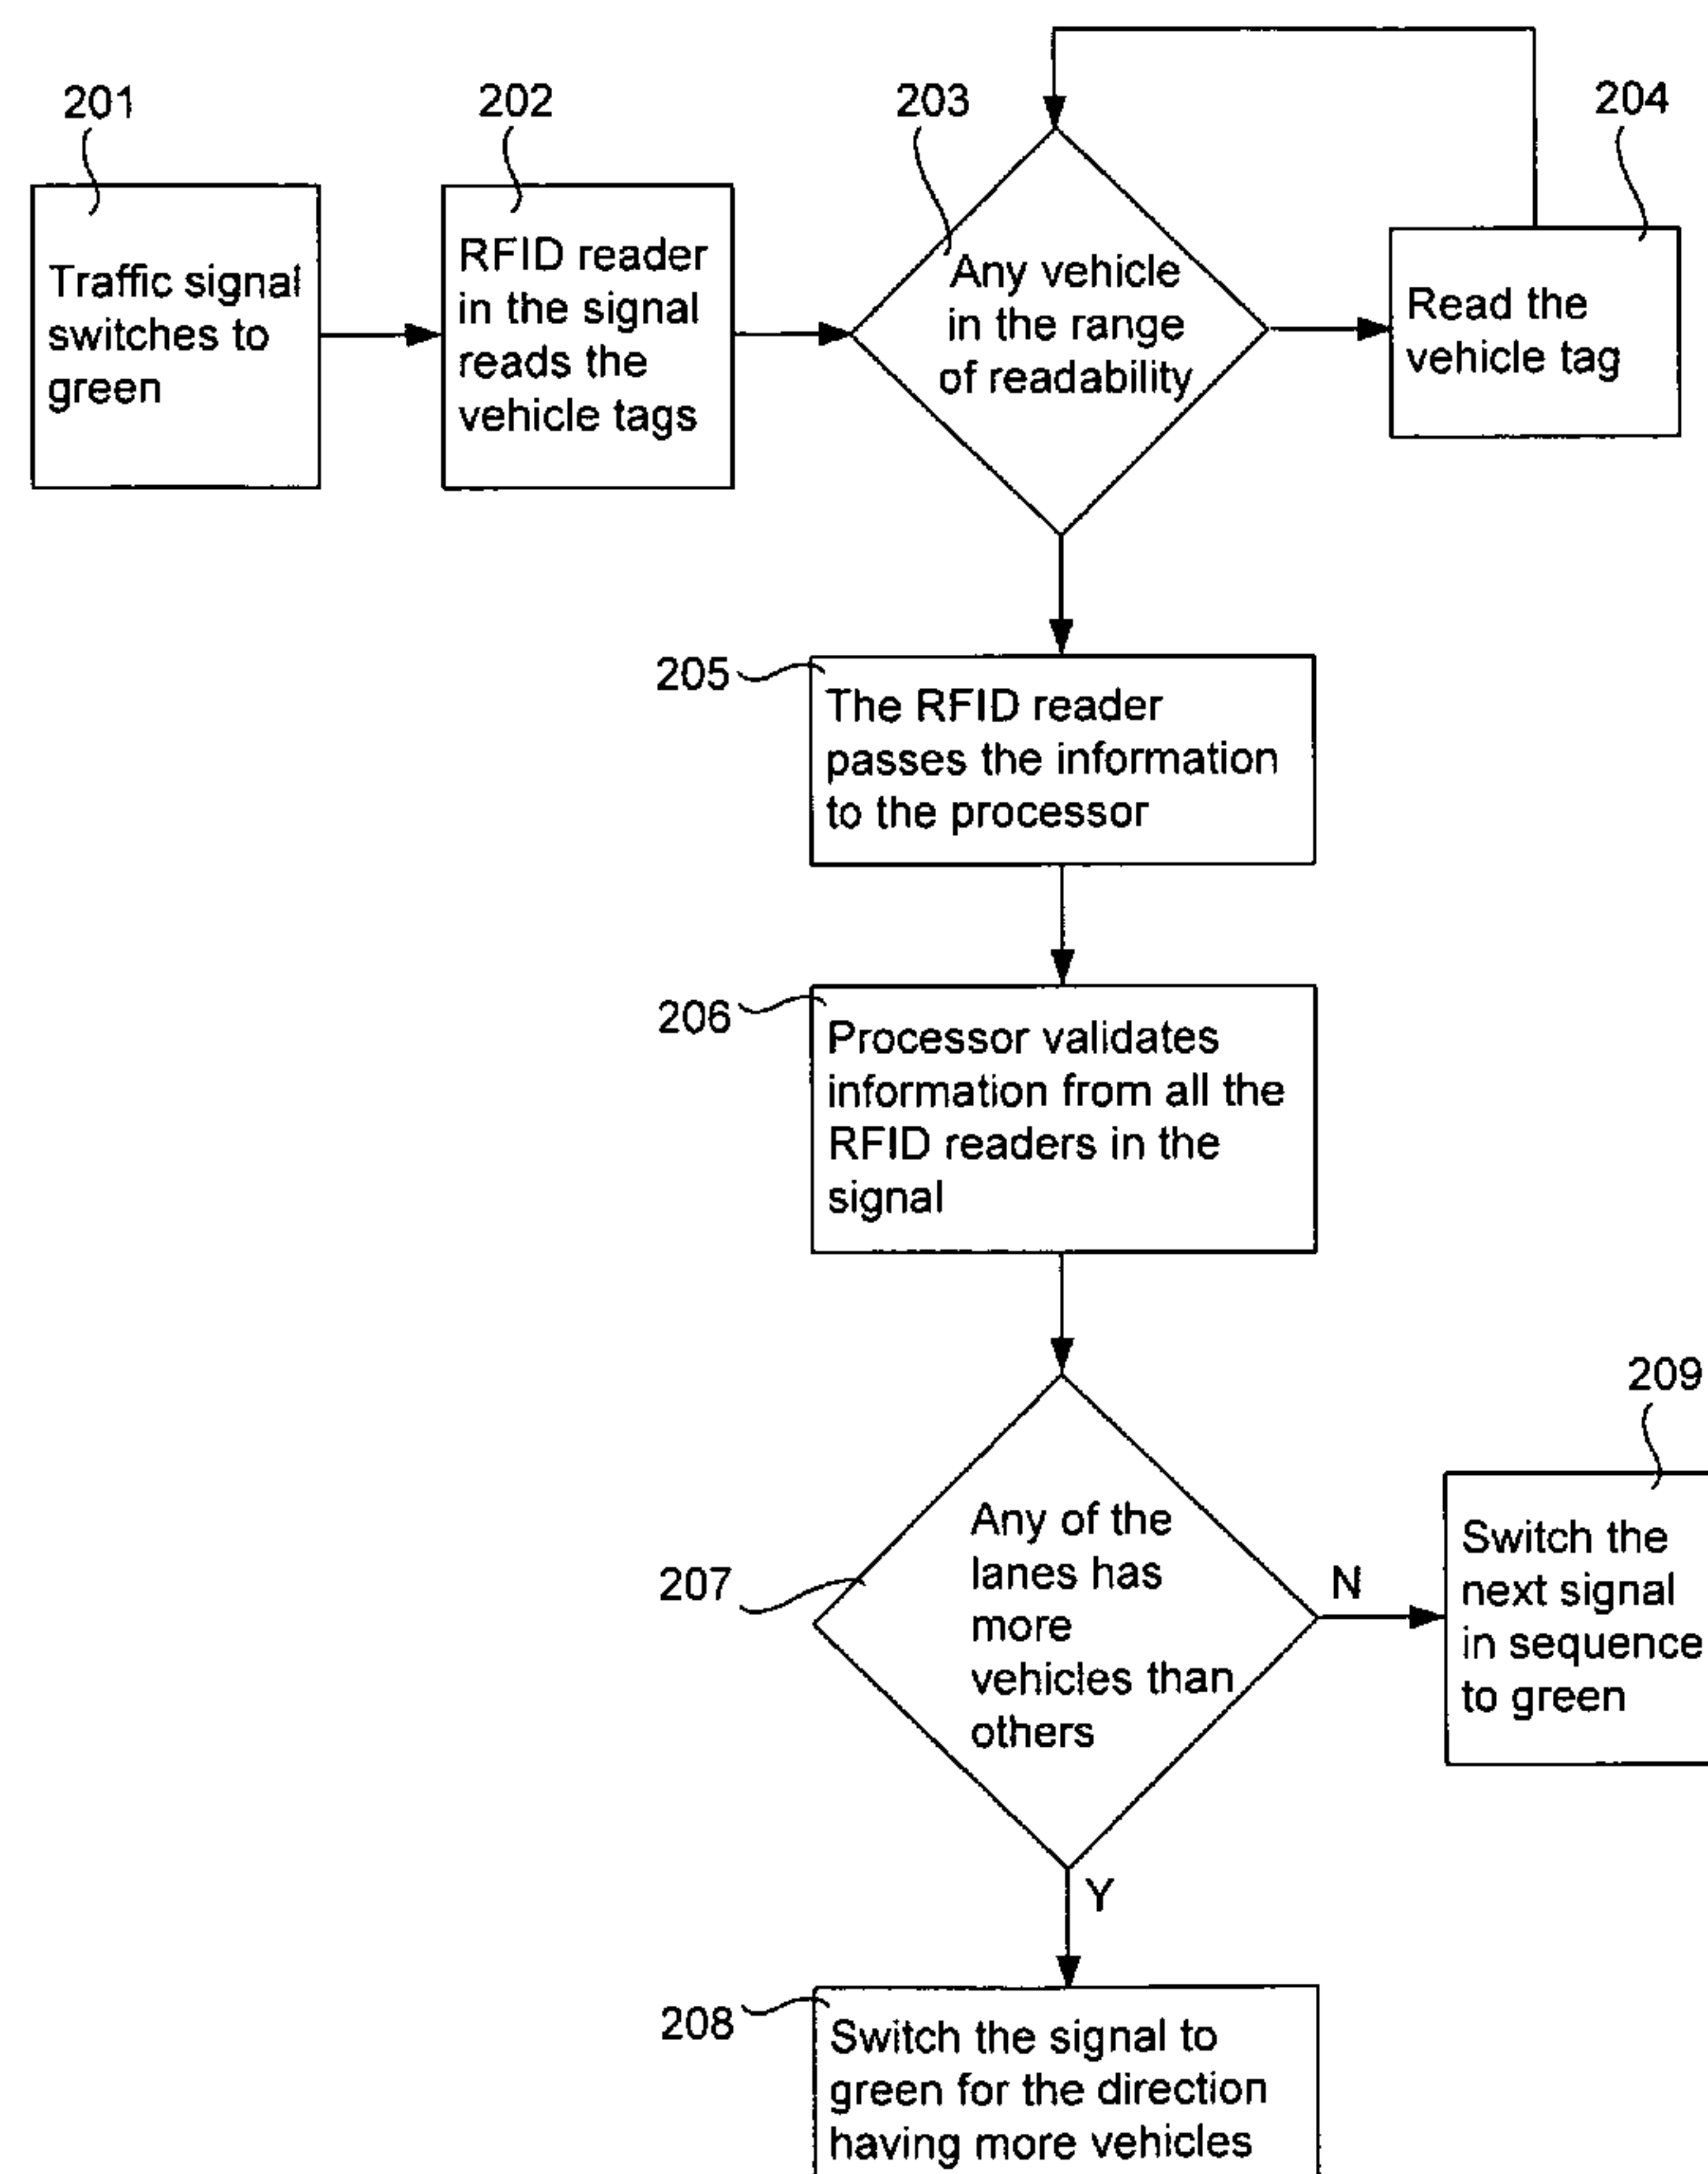 201
Traffic signal
switches to
green
202
RFID reader
in the signal
reads the
vehicle tags
203
Any vehicle
in the range
of readability
204
Read the
vehicle tag
205
The RFID reader
passes the information
to the processor
206
Processor validates
information from all the
RFID readers in the
signal
207
Any of the
lanes has
more
vehicles than
others
N
209
Switch the
next signal
in sequence
to green
Y
208
Switch the signal to
green for the direction
having more vehicles